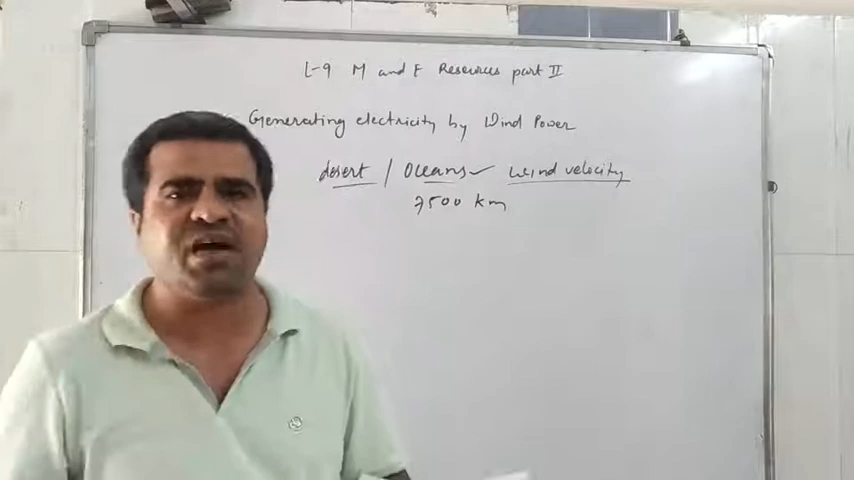 L-9 M and E Resources part II
Generating electricity by Wind Power
desert / Oceans ✓ wind velocity
7500 km